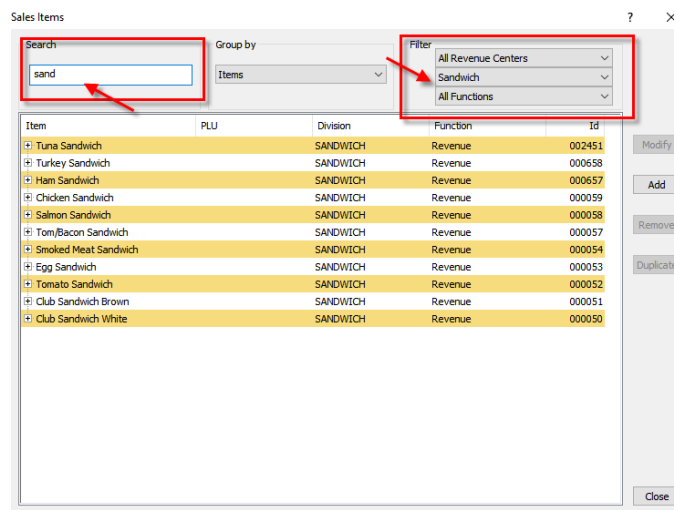 Sales Items ? ×
Search Group by Filter
All Revenue Centers
sand Items Sandwich
All Functions
Item PLU Division Function Id
Tuna Sandwich SANDWICH Revenue 002451
Turkey Sandwich SANDWICH Revenue 000658
Ham Sandwich SANDWICH Revenue 000657
Chicken Sandwich SANDWICH Revenue 000059
Salmon Sandwich SANDWICH Revenue 000058
Tom/Bacon Sandwich SANDWICH Revenue 000057
Smoked Meat Sandwich SANDWICH Revenue 000054
Egg Sandwich SANDWICH Revenue 000053
Tomato Sandwich SANDWICH Revenue 000052
Club Sandwich Brown SANDWICH Revenue 000051
Club Sandwich White SANDWICH Revenue 000050
Modify
Add
Remove
Duplicate
Close